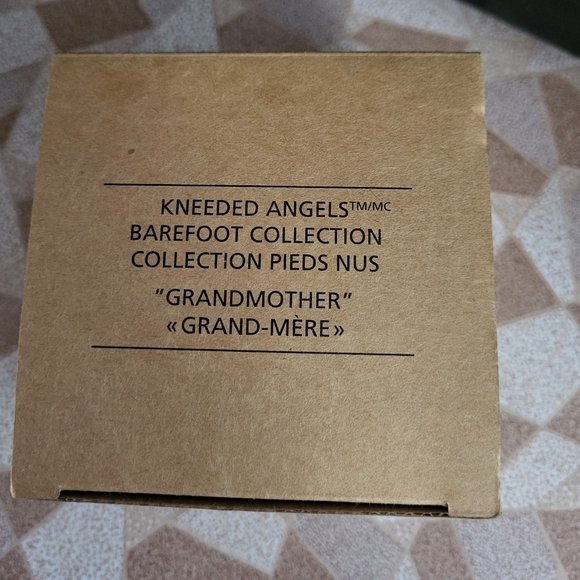 KNEEDED ANGELS™/MC
BAREFOOT COLLECTION
COLLECTION PIEDS NUS
"GRANDMOTHER"
«GRAND-MÈRE»